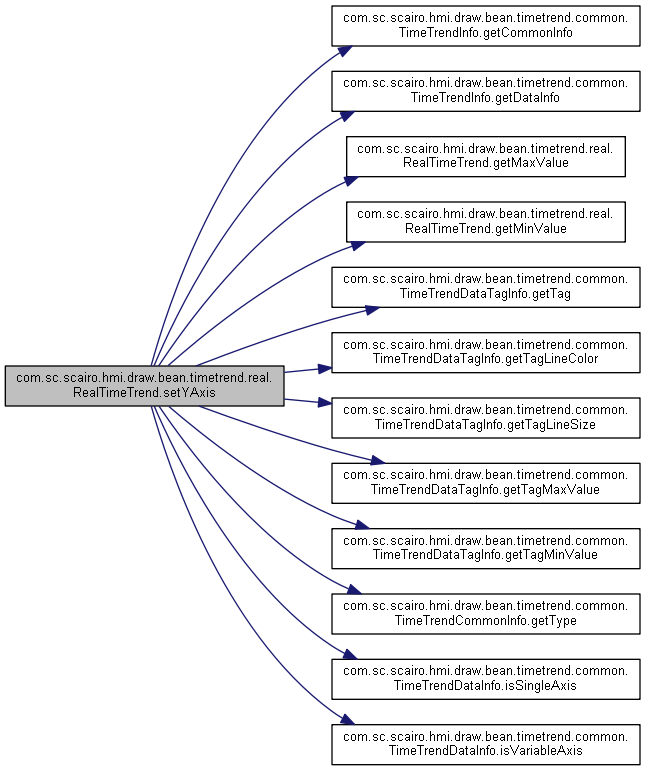 com.sc.scairo.hmi.draw.bean.timetrend.common.
TimeTrendInfo.getCommonInfo
com.sc.scairo.hmi.draw.bean.timetrend.common.
TimeTrendInfo.getDataInfo
com.sc.scairo.hmi.draw.bean.timetrend.real.
RealTimeTrend.getMaxValue
com.sc.scairo.hmi.draw.bean.timetrend.real.
RealTimeTrend.getMinValue
com.sc.scairo.hmi.draw.bean.timetrend.common.
TimeTrendDataTagInfo.getTag
com.sc.scairo.hmi.draw.bean.timetrend.common.
TimeTrendDataTagInfo.getTagLineColor
com.sc.scairo.hmi.draw.bean.timetrend.real.
RealTimeTrend.setYAxis
com.sc.scairo.hmi.draw.bean.timetrend.common.
TimeTrendDataTagInfo.getTagLineSize
com.sc.scairo.hmi.draw.bean.timetrend.common.
TimeTrendDataTagInfo.getTagMaxValue
com.sc.scairo.hmi.draw.bean.timetrend.common.
TimeTrendDataTagInfo.getTagMinValue
com.sc.scairo.hmi.draw.bean.timetrend.common.
TimeTrendCommonInfo.getType
com.sc.scairo.hmi.draw.bean.timetrend.common.
TimeTrendDataInfo.isSingleAxis
com.sc.scairo.hmi.draw.bean.timetrend.common.
TimeTrendDataInfo.isVariableAxis